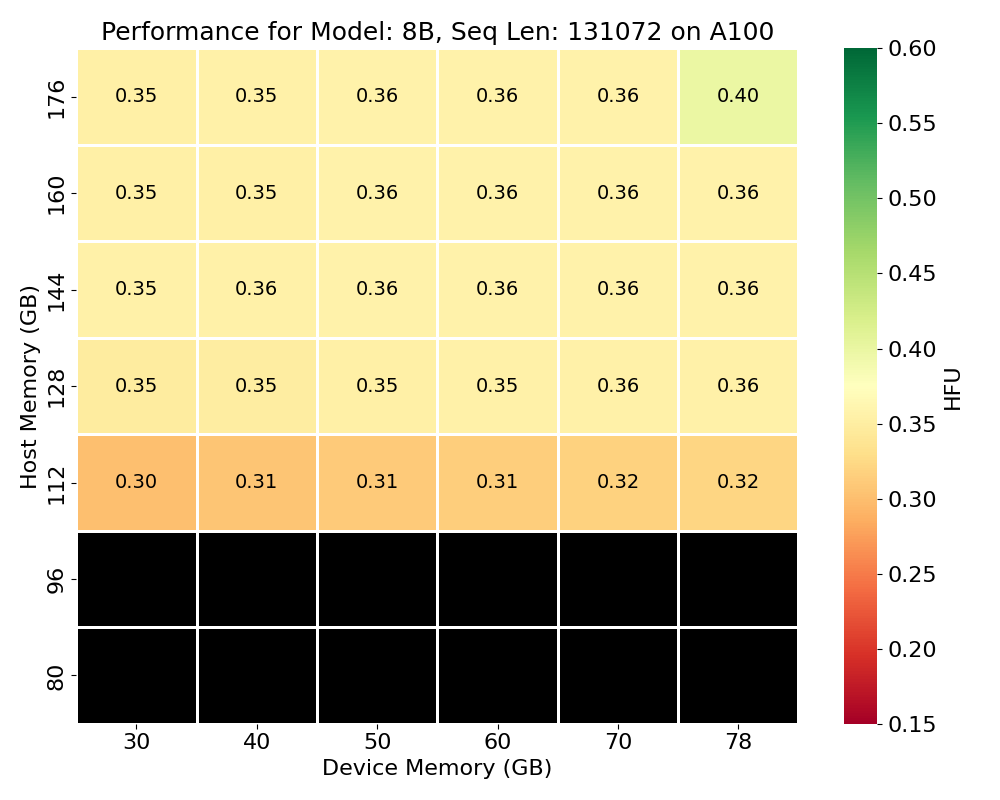 Performance for Model: 8B, Seq Len: 131072 on A100
Host Memory (GB)
176 0.35 0.35 0.36 0.36 0.36 0.40
160 0.35 0.35 0.36 0.36 0.36 0.36
144 0.35 0.36 0.36 0.36 0.36 0.36
128 0.35 0.35 0.35 0.35 0.36 0.36
112 0.30 0.31 0.31 0.31 0.32 0.32
96
80
30 40 50 60 70 78
Device Memory (GB)
0.60
0.55
0.50
0.45
0.40
0.35
0.30
0.25
0.20
0.15
HFU